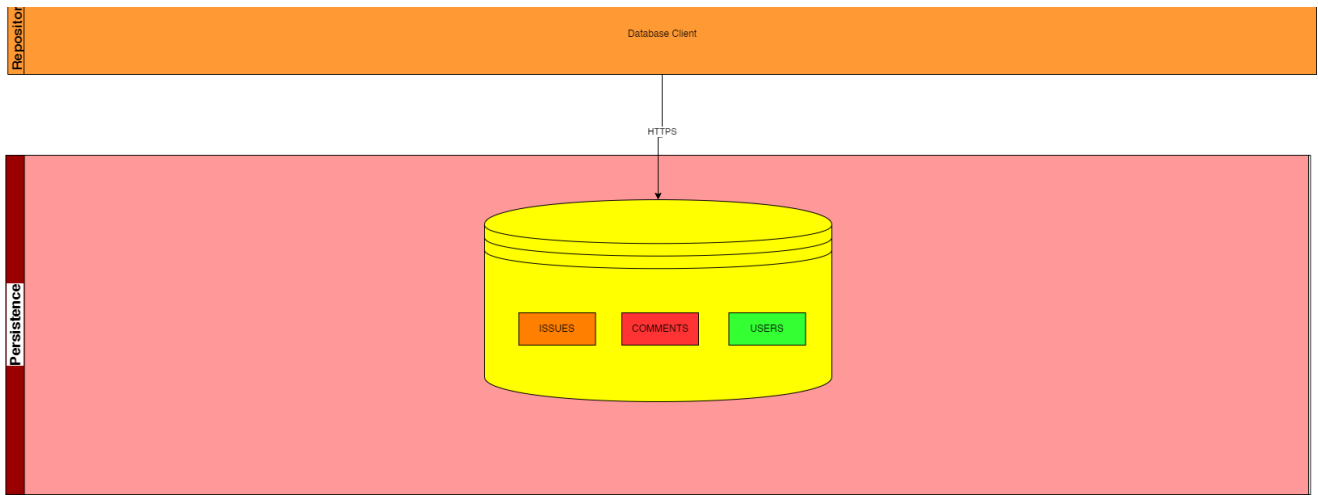 Repositor
Database Client
HTTPS
Persistence
ISSUES
COMMENTS
USERS